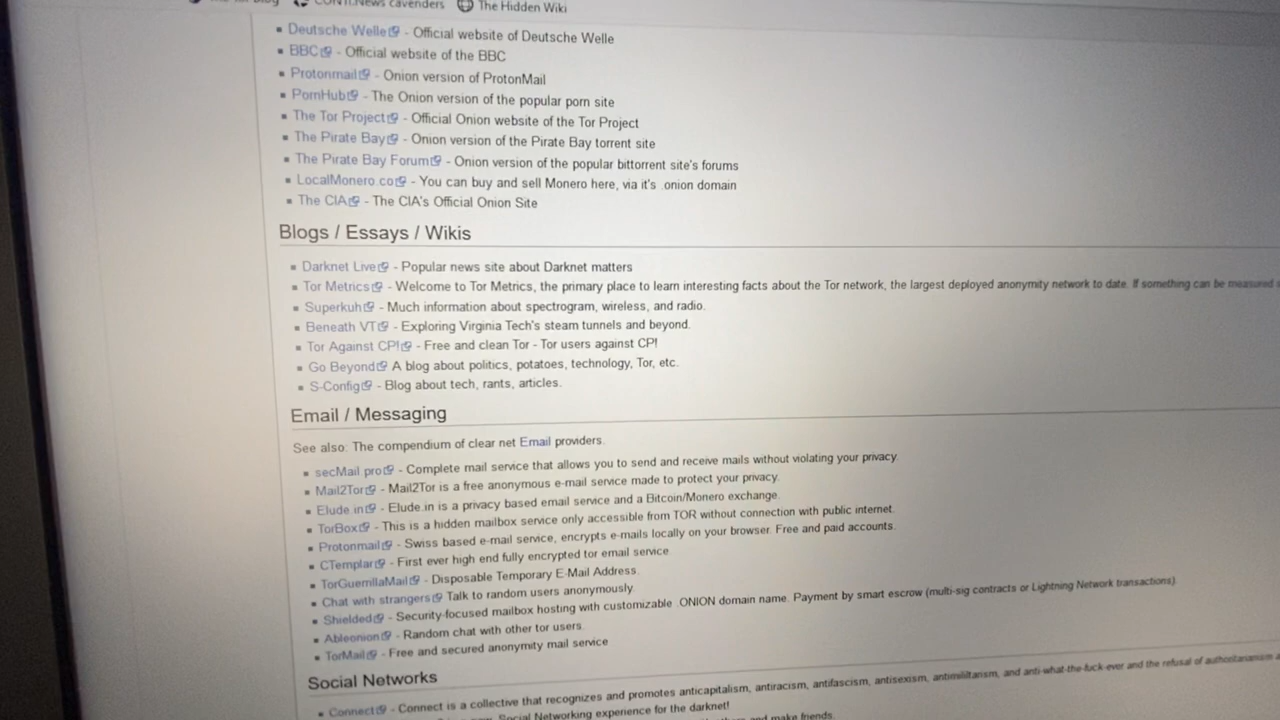 CONTI.News cavenders The Hidden Wiki
Deutsche Welle - Official website of Deutsche Welle
BBC - Official website of the BBC
Protonmail - Onion version of ProtonMail
PornHub - The Onion version of the popular porn site
The Tor Project - Official Onion website of the Tor Project
The Pirate Bay - Onion version of the Pirate Bay torrent site
The Pirate Bay Forum - Onion version of the popular bittorrent site's forums
LocalMonero.co - You can buy and sell Monero here, via it's .onion domain
The CIA - The CIA's Official Onion Site
Blogs / Essays / Wikis
Darknet Live - Popular news site about Darknet matters
Tor Metrics - Welcome to Tor Metrics, the primary place to learn interesting facts about the Tor network, the largest deployed anonymity network to date. If something can be measured
Superkuh - Much information about spectrogram, wireless, and radio.
Beneath VT - Exploring Virginia Tech's steam tunnels and beyond.
Tor Against CP! - Free and clean Tor - Tor users against CP!
Go Beyond A blog about politics, potatoes, technology, Tor, etc.
S-Config - Blog about tech, rants, articles.
Email / Messaging
See also: The compendium of clear net Email providers.
secMail.pro - Complete mail service that allows you to send and receive mails without violating your privacy.
Mail2Tor - Mail2Tor is a free anonymous e-mail service made to protect your privacy.
Elude.in - Elude.in is a privacy based email service and a Bitcoin/Monero exchange.
TorBox - This is a hidden mailbox service only accessible from TOR without connection with public internet.
Protonmail - Swiss based e-mail service, encrypts e-mails locally on your browser. Free and paid accounts.
CTemplar - First ever high end fully encrypted tor email service
TorGuerrillaMail - Disposable Temporary E-Mail Address.
Chat with strangers Talk to random users anonymously
Shielded - Security-focused mailbox hosting with customizable .ONION domain name. Payment by smart escrow (multi-sig contracts or Lightning Network transactions).
Ableonion - Random chat with other tor users.
TorMail - Free and secured anonymity mail service
Social Networks
Connect - Connect is a collective that recognizes and promotes anticapitalism, antiracism, antifascism, antisexism, antimilitarism, and anti-what-the-fuck-ever and the refusal of authoritarianism
Social Networking experience for the darknet!
and make friends.